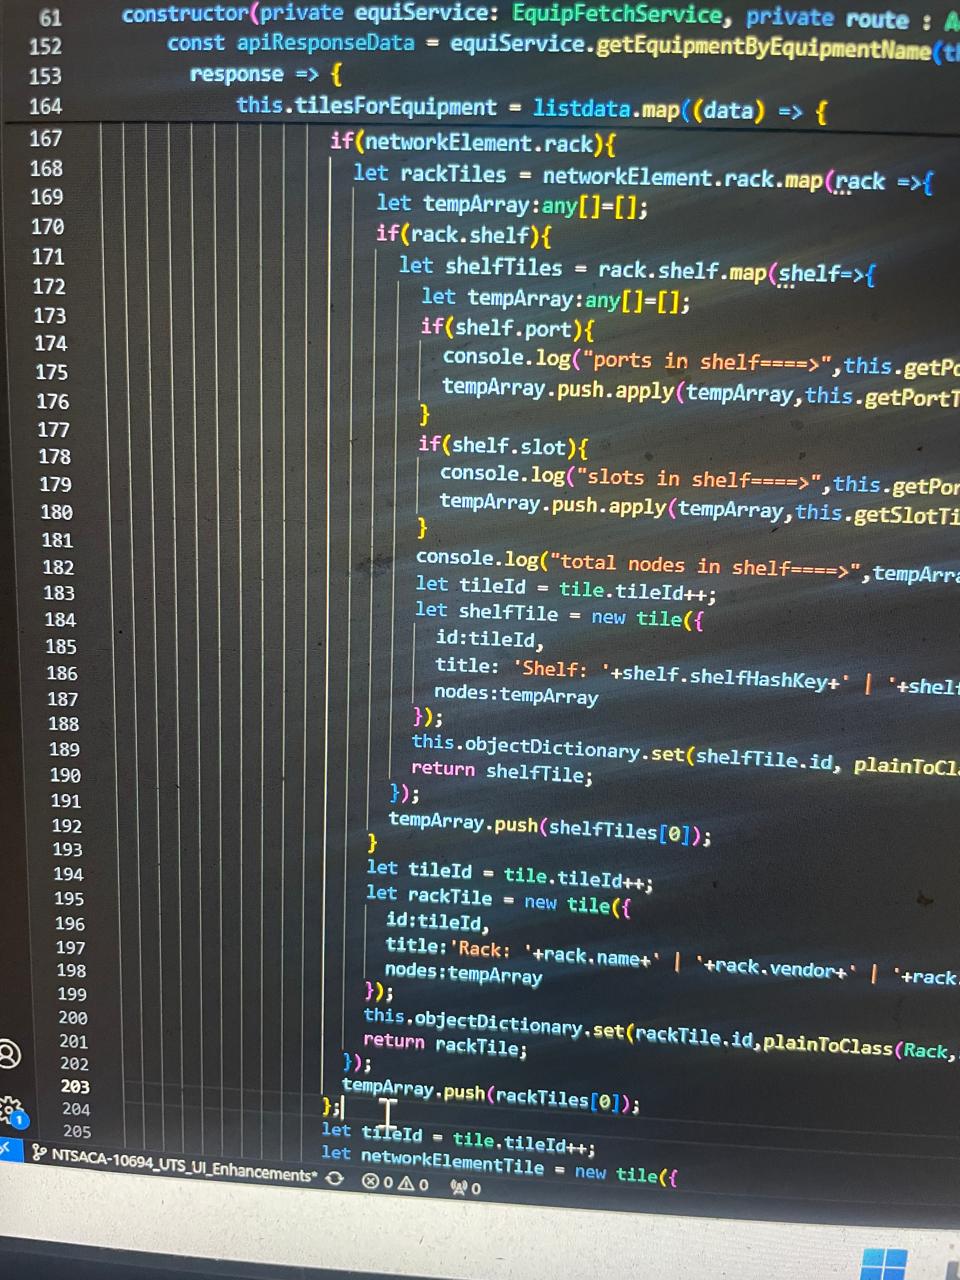 61 constructor(private equiService: EquipFetchService, private route : A
152 const apiResponseData = equiService.getEquipmentByEquipmentName(th
153 response => {
164 this.tilesForEquipment = listdata.map((data) => {
167 if(networkElement.rack){
168 let rackTiles = networkElement.rack.map(rack =>{
169 let tempArray:any[]=[];
170 if(rack.shelf){
171 let shelfTiles = rack.shelf.map(shelf=>{
172 let tempArray:any[]=[];
173 if(shelf.port){
174 console.log("ports in shelf====>",this.getPo
175 tempArray.push.apply(tempArray,this.getPortT
176 }
177 if(shelf.slot){
178 console.log("slots in shelf====>",this.getPor
179 tempArray.push.apply(tempArray,this.getSlotTi
180 }
181 console.log("total nodes in shelf====>",tempArra
182 let tileId = tile.tileId++;
183 let shelfTile = new tile({
184 id:tileId,
185 title: 'Shelf: '+shelf.shelfHashKey+' | '+shelf
186 nodes:tempArray
187 });
188 this.objectDictionary.set(shelfTile.id, plainToCl
189 return shelfTile;
190 });
191 tempArray.push(shelfTiles[0]);
192 }
193 let tileId = tile.tileId++;
194 let rackTile = new tile({
195 id:tileId,
196 title:'Rack: '+rack.name+' | '+rack.vendor+' | '+rack.
197 nodes:tempArray
198 });
199 this.objectDictionary.set(rackTile.id,plainToClass(Rack,
200 return rackTile;
201 });
202 tempArray.push(rackTiles[0]);
203 };
204 let tileId = tile.tileId++;
205 let networkElementTile = new tile({
1
NTSACA-10694_UTS_UI_Enhancements* 0 0 0